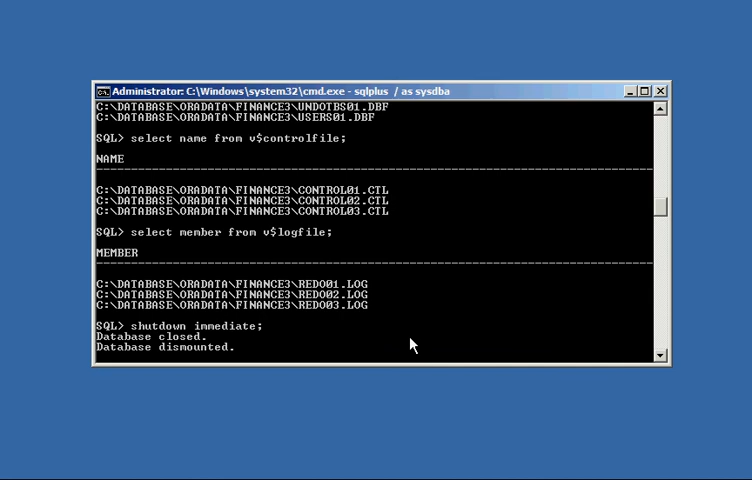 Administrator: C:\Windows\system32\cmd.exe - sqlplus / as sysdba
C:\DATABASE\ORADATA\FINANCE3\UNDOTBS01.DBF
C:\DATABASE\ORADATA\FINANCE3\USERS01.DBF
SQL> select name from v$controlfile;
NAME
--------------------------------------------------------------------------------
C:\DATABASE\ORADATA\FINANCE3\CONTROL01.CTL
C:\DATABASE\ORADATA\FINANCE3\CONTROL02.CTL
C:\DATABASE\ORADATA\FINANCE3\CONTROL03.CTL
SQL> select member from v$logfile;
MEMBER
--------------------------------------------------------------------------------
C:\DATABASE\ORADATA\FINANCE3\REDO01.LOG
C:\DATABASE\ORADATA\FINANCE3\REDO02.LOG
C:\DATABASE\ORADATA\FINANCE3\REDO03.LOG
SQL> shutdown immediate;
Database closed.
Database dismounted.